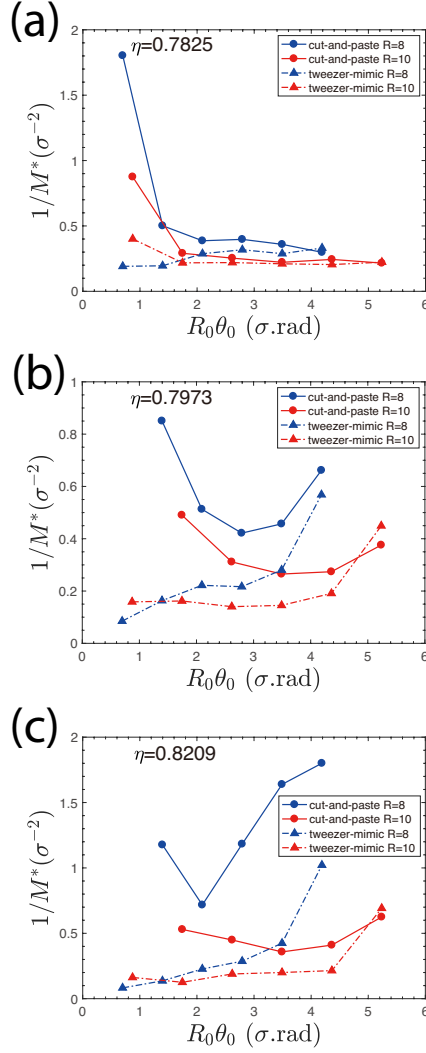 (a)
2
η=0.7825
cut-and-paste R=8
cut-and-paste R=10
tweezer-mimic R=8
tweezer-mimic R=10
1.5
1
0.5
0
0 1 2 3 4 5 6
1/M*(σ⁻²)
R₀θ₀ (σ.rad)
(b)
1
η=0.7973
cut-and-paste R=8
cut-and-paste R=10
tweezer-mimic R=8
tweezer-mimic R=10
0.8
0.6
0.4
0.2
0
0 1 2 3 4 5 6
1/M*(σ⁻²)
R₀θ₀ (σ.rad)
(c)
2
η=0.8209
1.5
cut-and-paste R=8
cut-and-paste R=10
tweezer-mimic R=8
tweezer-mimic R=10
1
0.5
0
0 1 2 3 4 5 6
1/M*(σ⁻²)
R₀θ₀ (σ.rad)